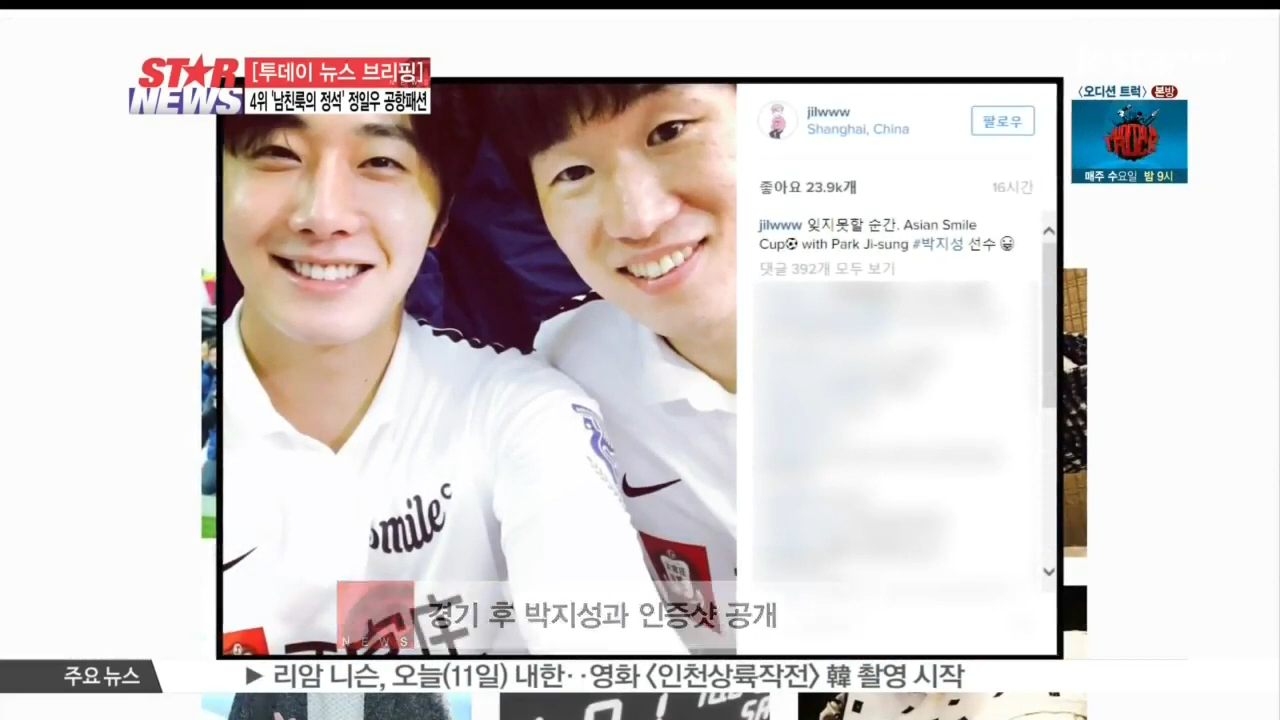 STAR NEWS
[투데이 뉴스 브리핑]
4위 '남친룩의 정석' 정일우 공항패션
〈오디션 트럭〉 본방
TRUCK
매주 수요일 밤 9시
jilwww
Shanghai, China
팔로우
좋아요 23.9k개
16시간
jilwww 잊지못할 순간. Asian Smile
Cup⚽ with Park Ji-sung #박지성 선수 😝
댓글 392개 모두 보기
smile°
NEWS
경기 후 박지성과 인증샷 공개
주요 뉴스
▶ 리암 니슨, 오늘(11일) 내한‥영화 〈인천상륙작전〉 韓 촬영 시작